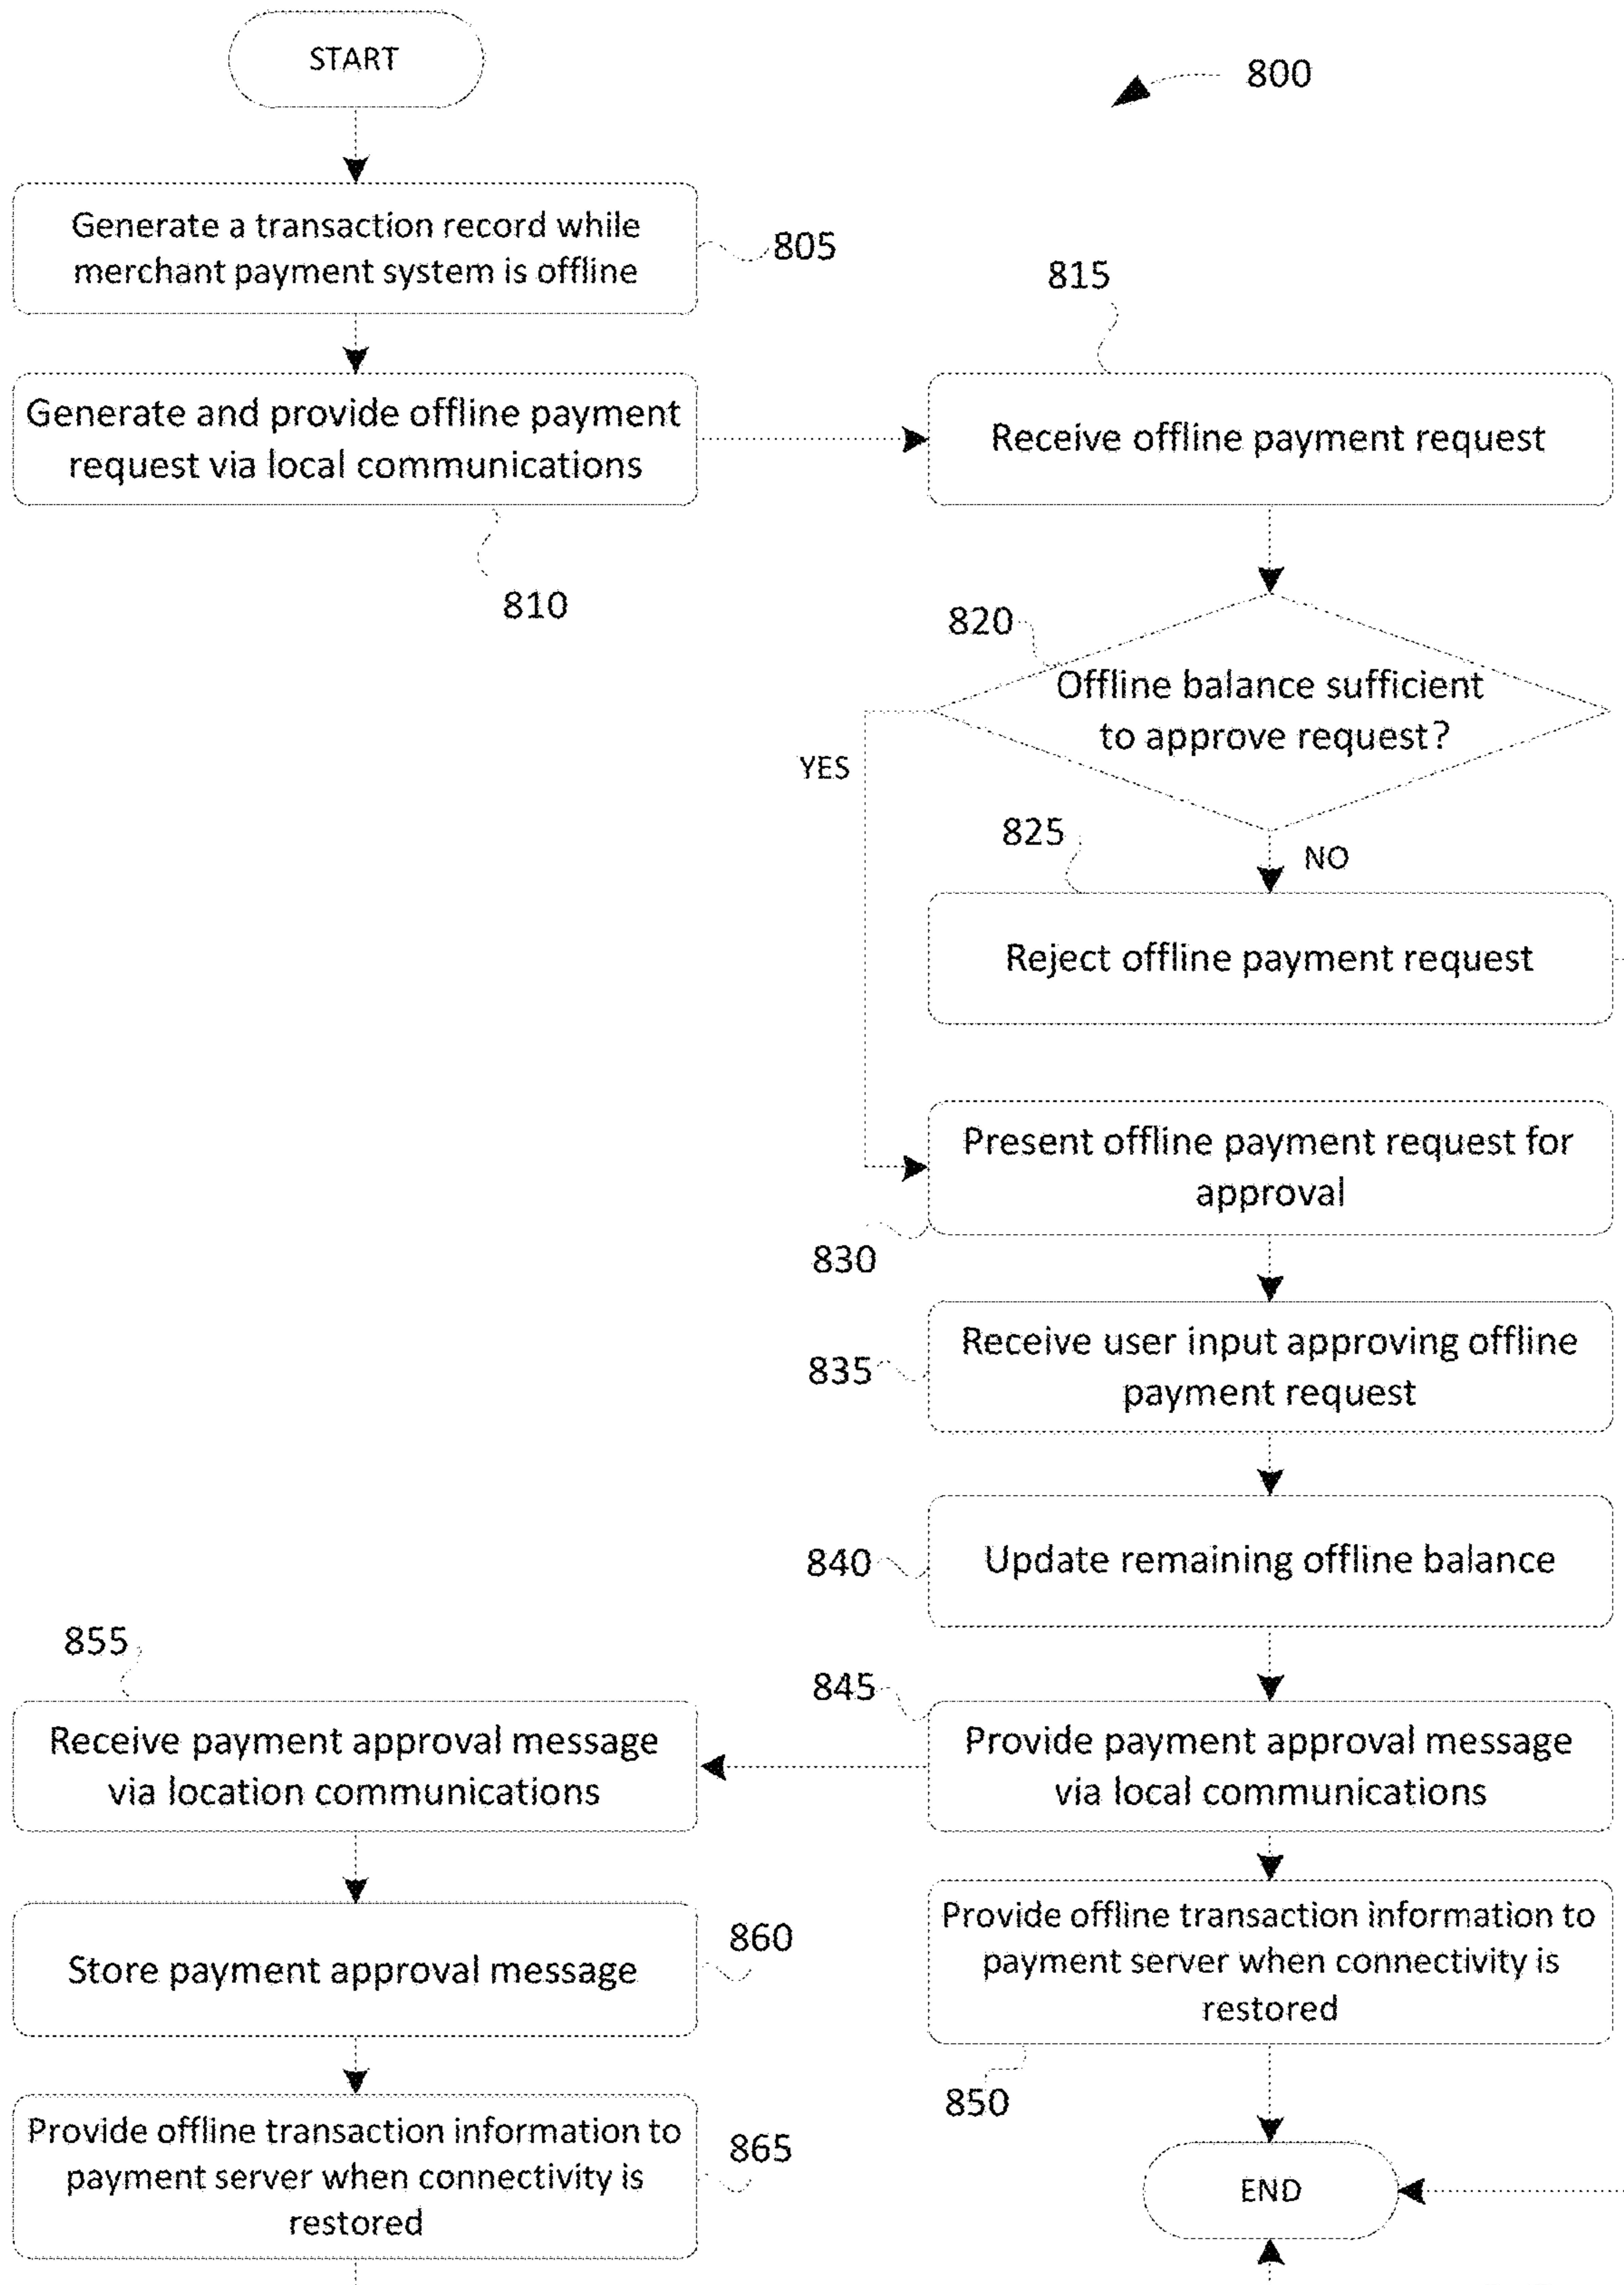 START
800
Generate a transaction record while
merchant payment system is offline
805
815
Generate and provide offline payment
request via local communications
Receive offline payment request
810
820
Offline balance sufficient
to approve request?
YES
825
NO
Reject offline payment request
Present offline payment request for
approval
830
Receive user input approving offline
payment request
835
840
Update remaining offline balance
855
845
Receive payment approval message
via location communications
Provide payment approval message
via local communications
Store payment approval message
860
Provide offline transaction information to
payment server when connectivity is
restored
850
Provide offline transaction information to
payment server when connectivity is
restored
865
END